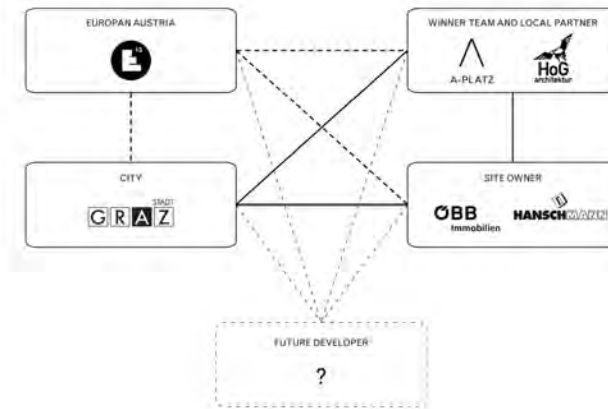 EUROPAN AUSTRIA
E
WINNER TEAM AND LOCAL PARTNER
A-PLATZ
HoG
architektur
CITY
STADT
GRAZ
SITE OWNER
ÖBB
Immobilien
HANSCHMANN
FUTURE DEVELOPER
?